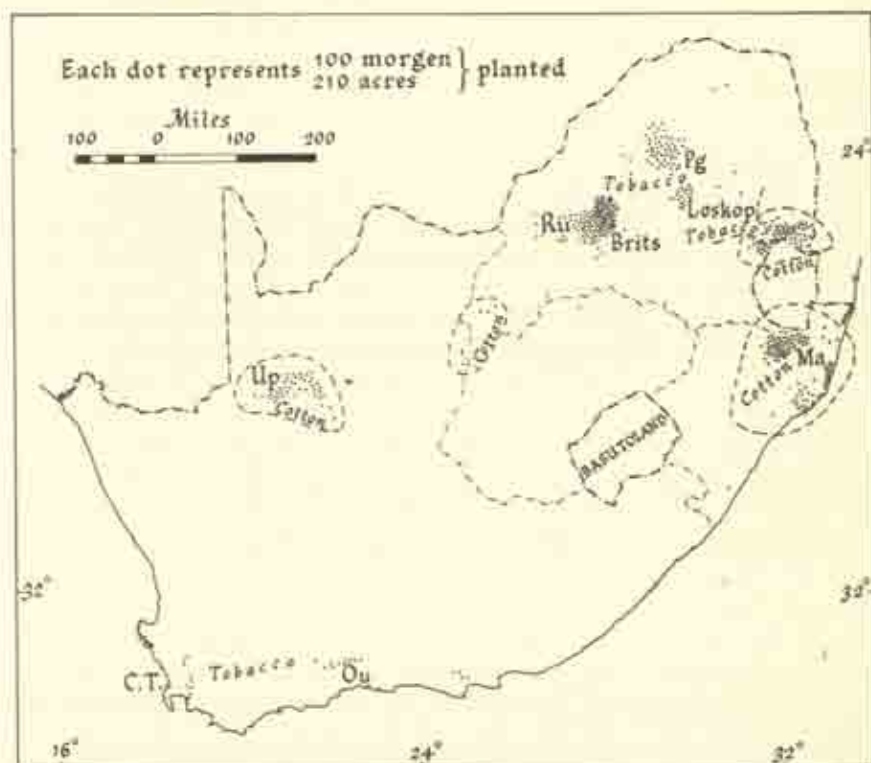 Each dot represents 100 morgen } planted
210 acres
Miles
100 0 100 200
24°
Pg
Tobacco
Loskop
Ru
Brits
Tobacco
Cotton
Cotton
Ma
Cotton
Up
Cotton
BASUTOLAND
32°
32°
Tobacco
Ou
C.T.
16°
24°
32°